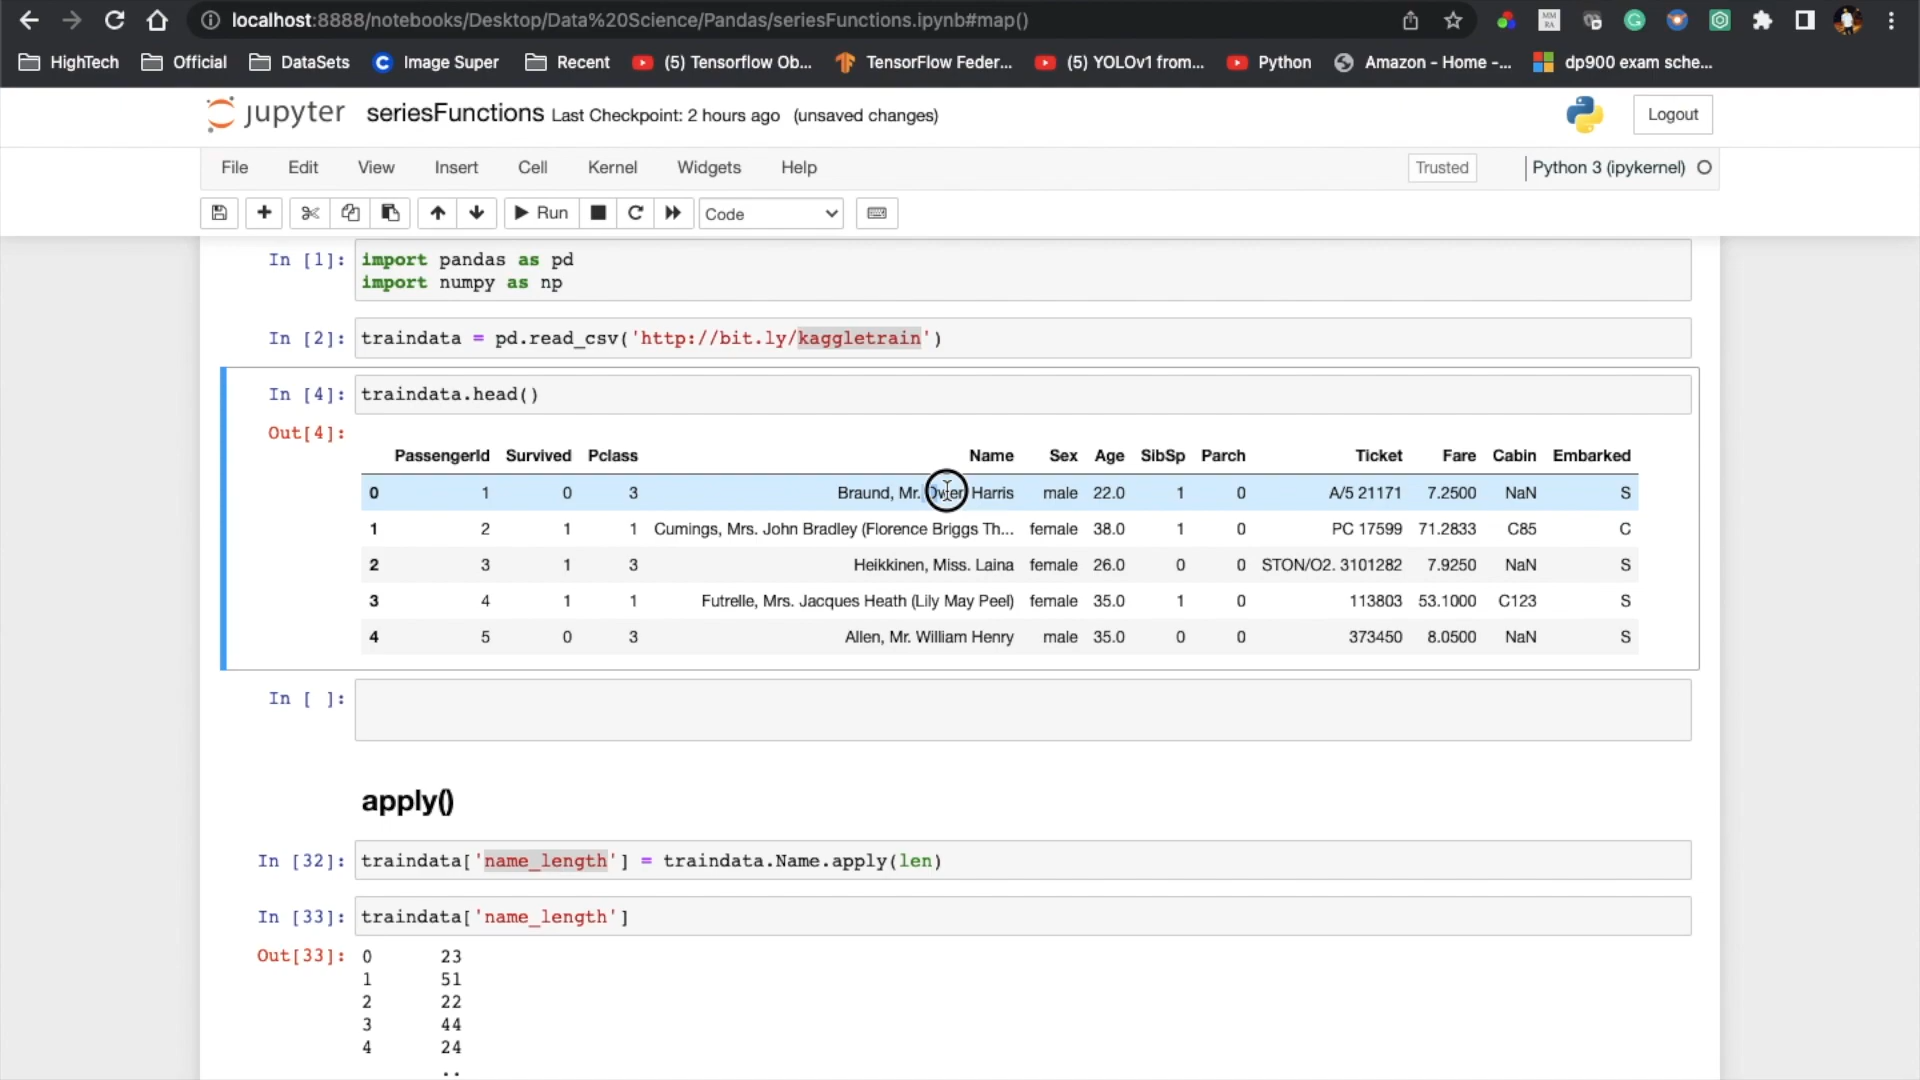 localhost:8888/notebooks/Desktop/Data%20Science/Pandas/seriesFunctions.ipynb#map()
HighTech Official DataSets Image Super Recent (5) Tensorflow Ob... TensorFlow Feder... (5) YOLOv1 from... Python Amazon - Home -... dp900 exam sche...
jupyter seriesFunctions Last Checkpoint: 2 hours ago (unsaved changes) Logout
File Edit View Insert Cell Kernel Widgets Help Trusted Python 3 (ipykernel)
Run Code
In [1]: import pandas as pd
import numpy as np
In [2]: traindata = pd.read_csv('http://bit.ly/kaggletrain')
In [4]: traindata.head()
Out[4]:
PassengerId Survived Pclass Name Sex Age SibSp Parch Ticket Fare Cabin Embarked
0 1 0 3 Braund, Mr. Owen Harris male 22.0 1 0 A/5 21171 7.2500 NaN S
1 2 1 1 Cumings, Mrs. John Bradley (Florence Briggs Th... female 38.0 1 0 PC 17599 71.2833 C85 C
2 3 1 3 Heikkinen, Miss. Laina female 26.0 0 0 STON/O2. 3101282 7.9250 NaN S
3 4 1 1 Futrelle, Mrs. Jacques Heath (Lily May Peel) female 35.0 1 0 113803 53.1000 C123 S
4 5 0 3 Allen, Mr. William Henry male 35.0 0 0 373450 8.0500 NaN S
In [ ]:
apply()
In [32]: traindata['name_length'] = traindata.Name.apply(len)
In [33]: traindata['name_length']
Out[33]: 0 23
1 51
2 22
3 44
4 24
..